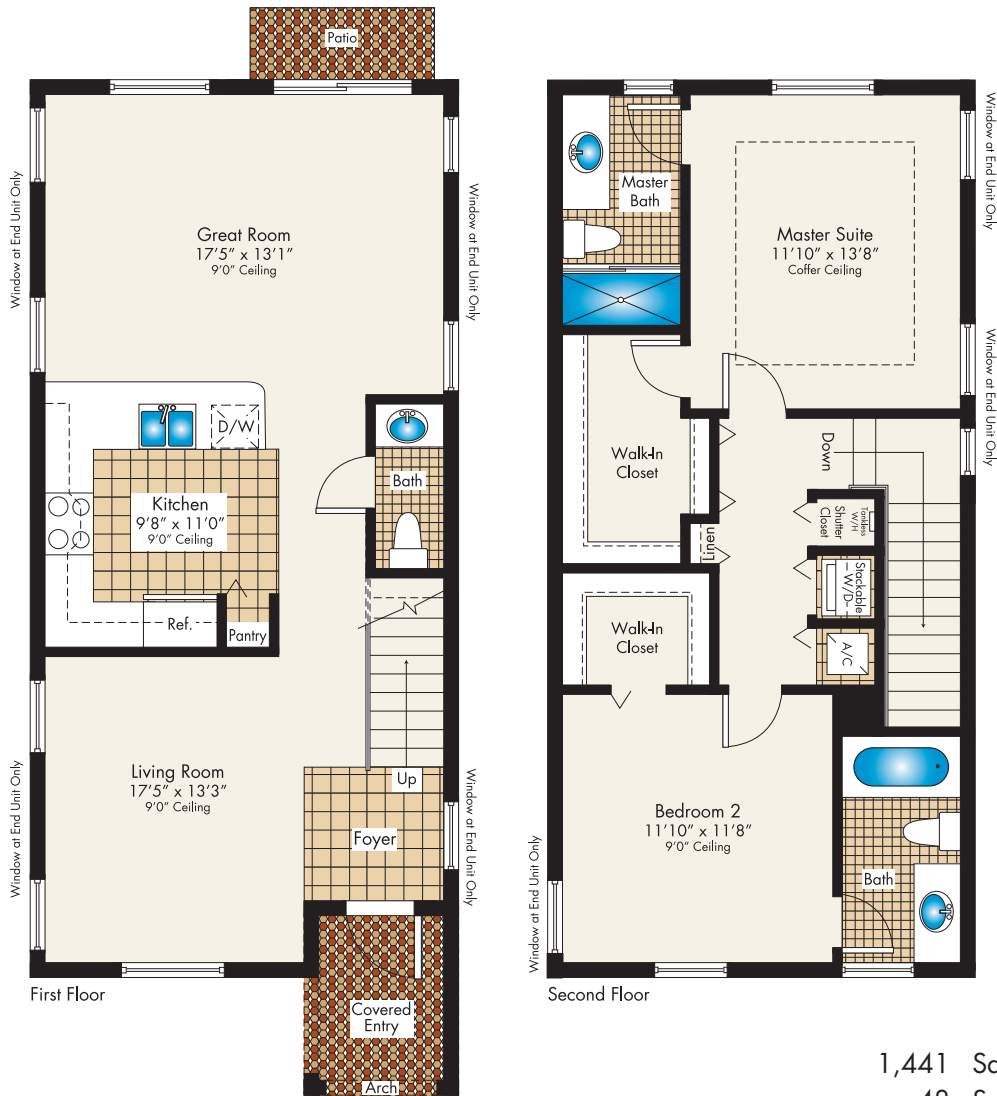 Patio
Window at End Unit Only
Great Room
17'5" x 13'1"
9'0" Ceiling
Window at End Unit Only
D/W
Kitchen
9'8" x 11'0"
9'0" Ceiling
Bath
Ref.
Pantry
Living Room
17'5" x 13'3"
9'0" Ceiling
Up
Foyer
Window at End Unit Only
Window at End Unit Only
Covered
Entry
Arch
First Floor
Master
Bath
Master Suite
11'10" x 13'8"
Coffer Ceiling
Window at End Unit Only
Window at End Unit Only
Walk-In
Closet
Down
Linen
Tankless
W/H
Shutter
Closet
Stackable
W/D
A/C
Walk-In
Closet
Bedroom 2
11'10" x 11'8"
9'0" Ceiling
Bath
Window at End Unit Only
Second Floor
1,441